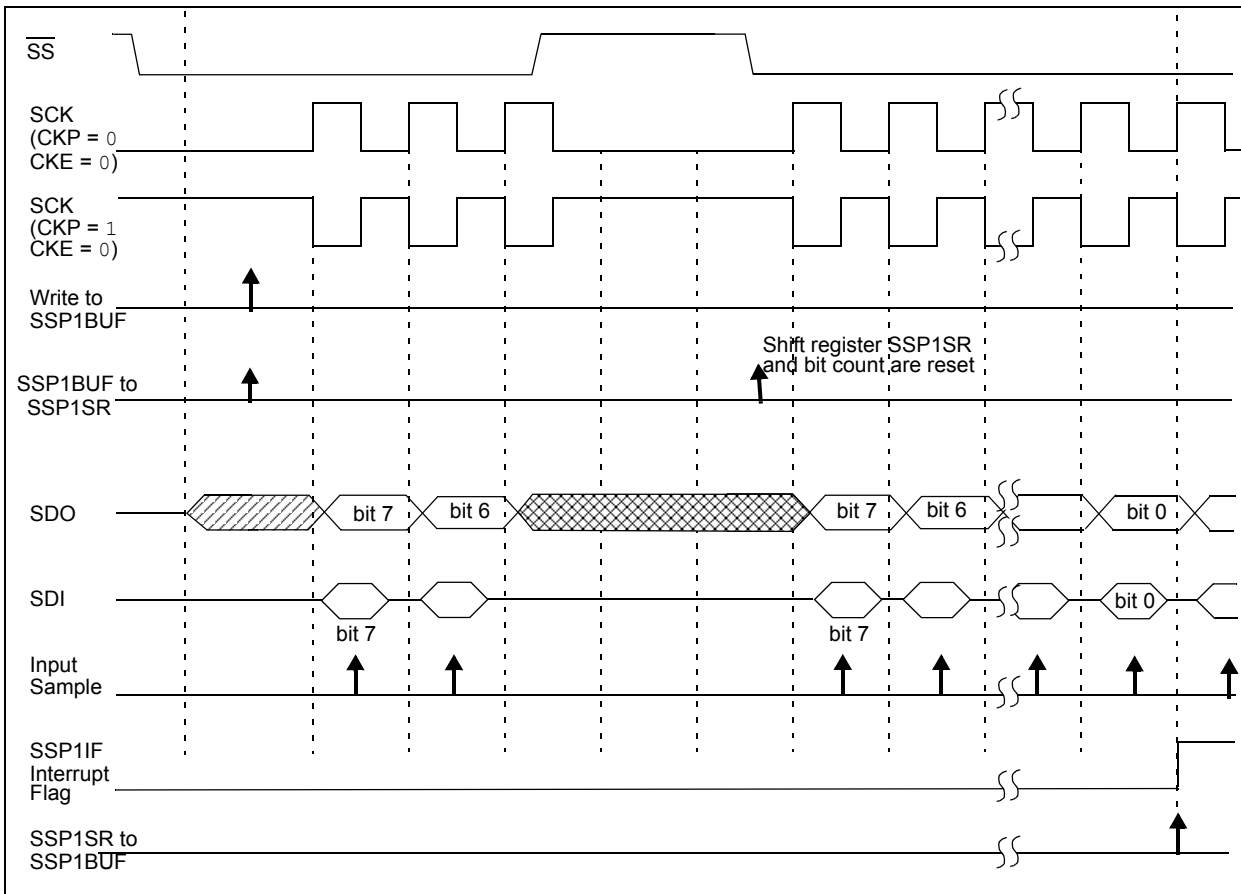 SS
SCK
(CKP = 0
CKE = 0)
SCK
(CKP = 1
CKE = 0)
Write to
SSP1BUF
Shift register SSP1SR
and bit count are reset
SSP1BUF to
SSP1SR
SDO
bit 7
bit 6
bit 7
bit 6
bit 0
SDI
bit 0
bit 7
bit 7
Input
Sample
SSP1IF
Interrupt
Flag
SSP1SR to
SSP1BUF